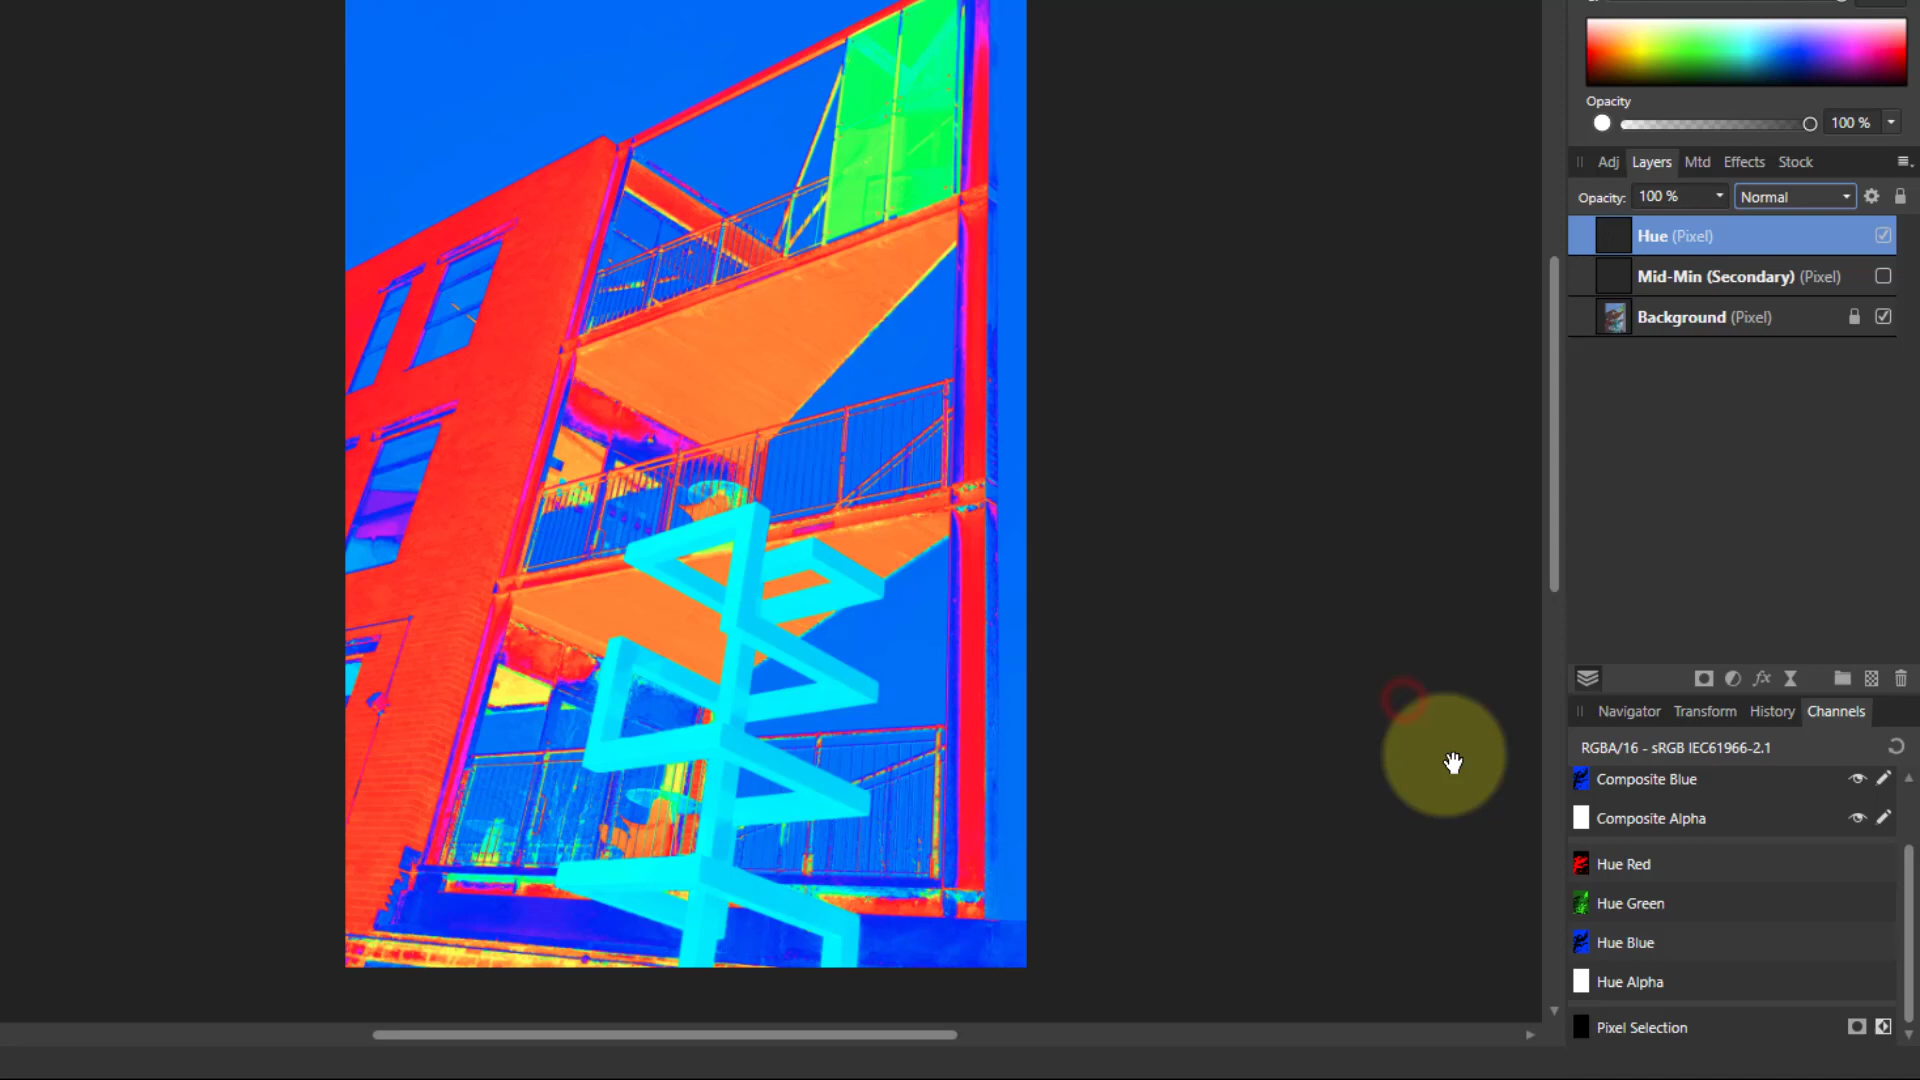 Opacity
100 %
Adj Layers Mtd Effects Stock
Opacity: 100 % Normal
Hue (Pixel)
Mid-Min (Secondary) (Pixel)
Background (Pixel)
fx
Navigator Transform History Channels
RGBA/16 - sRGB IEC61966-2.1
Composite Blue
Composite Alpha
Hue Red
Hue Green
Hue Blue
Hue Alpha
Pixel Selection